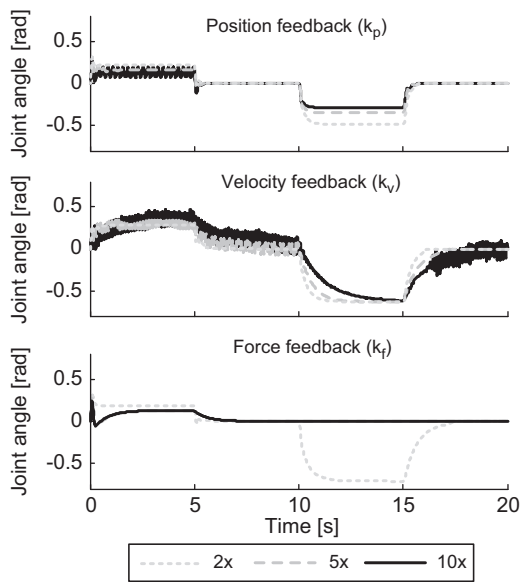 Position feedback (kp)
Joint angle [rad]
0.5
0
-0.5
Velocity feedback (kv)
Joint angle [rad]
0.5
0
-0.5
Force feedback (kf)
Joint angle [rad]
0.5
0
-0.5
0 5 10 15 20
Time [s]
2x 5x 10x